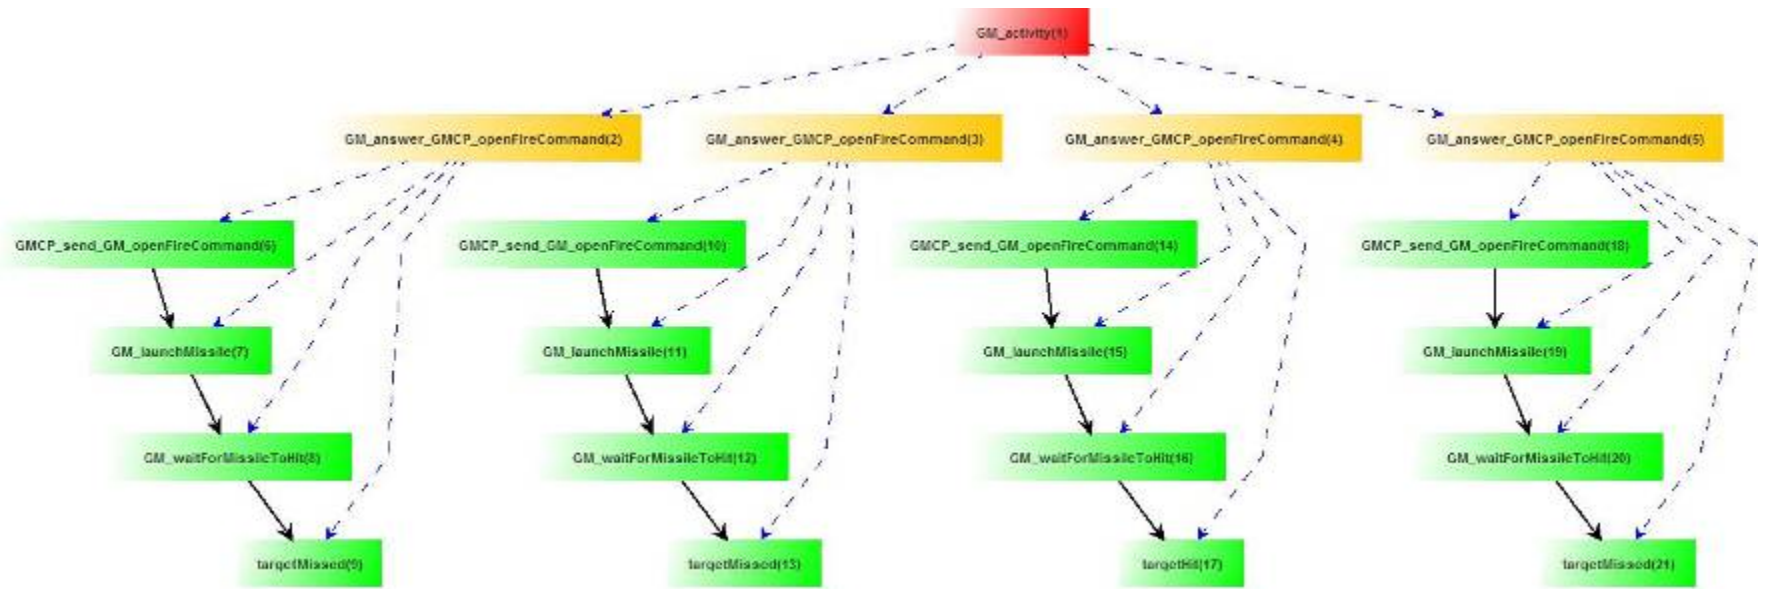 GM_activity(1)
GM_answer_GMCP_openFireCommand(2)
GM_answer_GMCP_openFireCommand(3)
GM_answer_GMCP_openFireCommand(4)
GM_answer_GMCP_openFireCommand(5)
GMCP_send_GM_openFireCommand(6)
GMCP_send_GM_openFireCommand(10)
GMCP_send_GM_openFireCommand(14)
GMCP_send_GM_openFireCommand(18)
GM_launchMissile(7)
GM_launchMissile(11)
GM_launchMissile(15)
GM_launchMissile(19)
GM_waitForMissileToHit(8)
GM_waitForMissileToHit(12)
GM_waitForMissileToHit(16)
GM_waitForMissileToHit(20)
targetMissed(9)
targetMissed(13)
targetHit(17)
targetMissed(21)